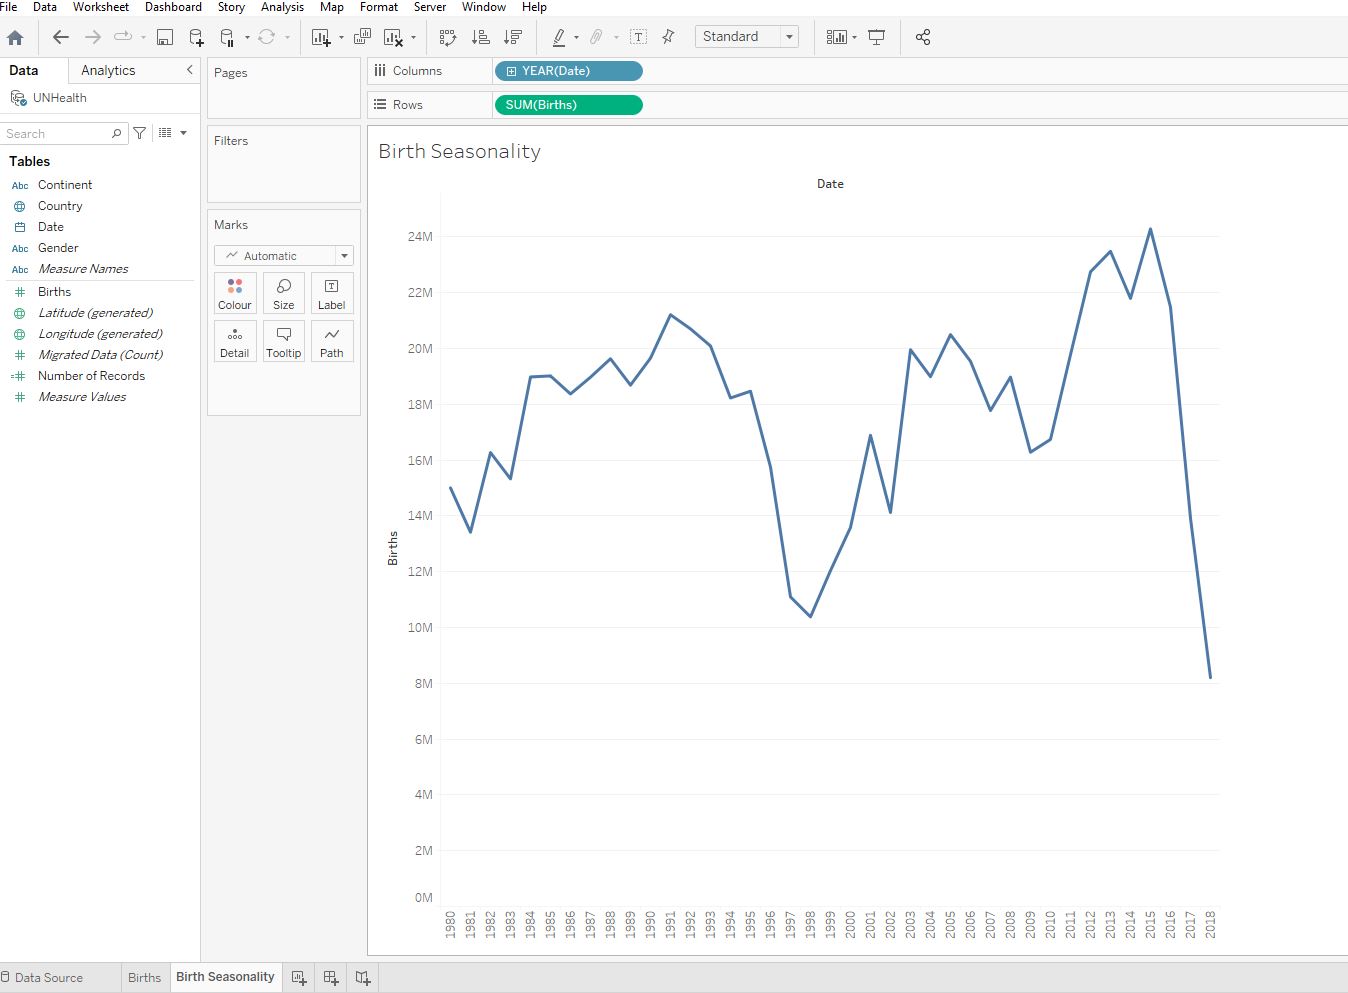 File Data Worksheet Dashboard Story Analysis Map Format Server Window Help
Standard
Data Analytics
UNHealth
Search
Tables
Abc Continent
Country
Date
Abc Gender
Abc Measure Names
Births
Latitude (generated)
Longitude (generated)
Migrated Data (Count)
Number of Records
Measure Values
Pages
Filters
Marks
Automatic
Colour Size Label
Detail Tooltip Path
Columns YEAR(Date)
Rows SUM(Births)
Birth Seasonality
Date
24M
22M
20M
18M
16M
14M
12M
10M
8M
6M
4M
2M
0M
Births
1980 1981 1982 1983 1984 1985 1986 1987 1988 1989 1990 1991 1992 1993 1994 1995 1996 1997 1998 1999 2000 2001 2002 2003 2004 2005 2006 2007 2008 2009 2010 2011 2012 2013 2014 2015 2016 2017 2018
Data Source Births Birth Seasonality